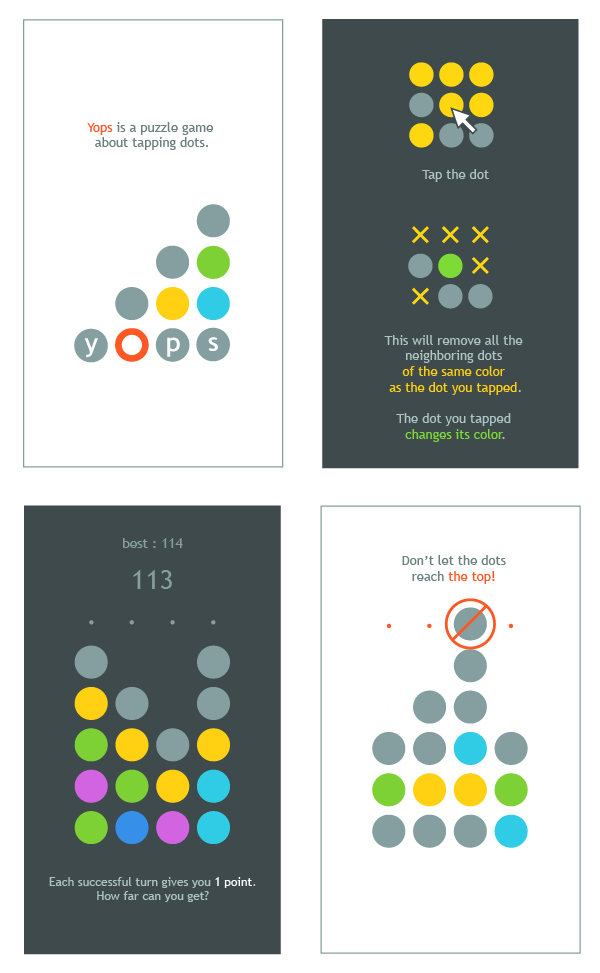 Yops is a puzzle game
about tapping dots.
y O p s
Tap the dot
This will remove all the
neighboring dots
of the same color
as the dot you tapped.
The dot you tapped
changes its color.
best : 114
113
Each successful turn gives you 1 point.
How far can you get?
Don't let the dots
reach the top!